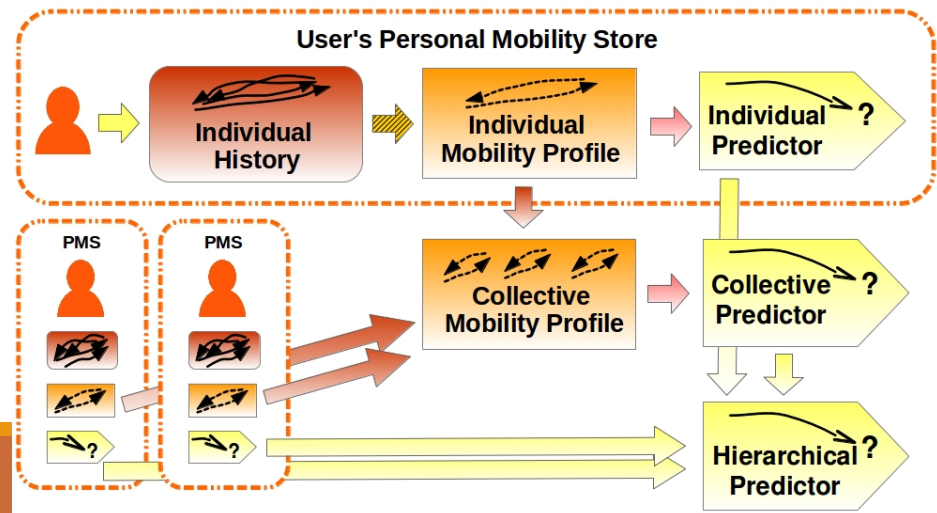 User's Personal Mobility Store
Individual
History
Individual
Mobility Profile
Individual
Predictor
?
PMS
PMS
Collective
Mobility Profile
Collective
Predictor
?
?
?
Hierarchical
Predictor
?